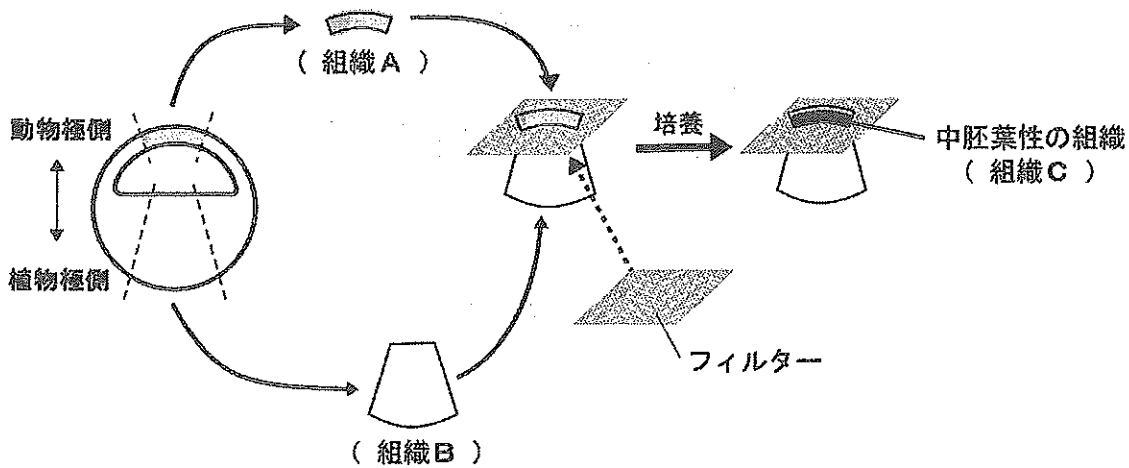 （ 組織A ）
動物極側
植物極側
培養
中胚葉性の組織
（ 組織C ）
フィルター
（ 組織B ）